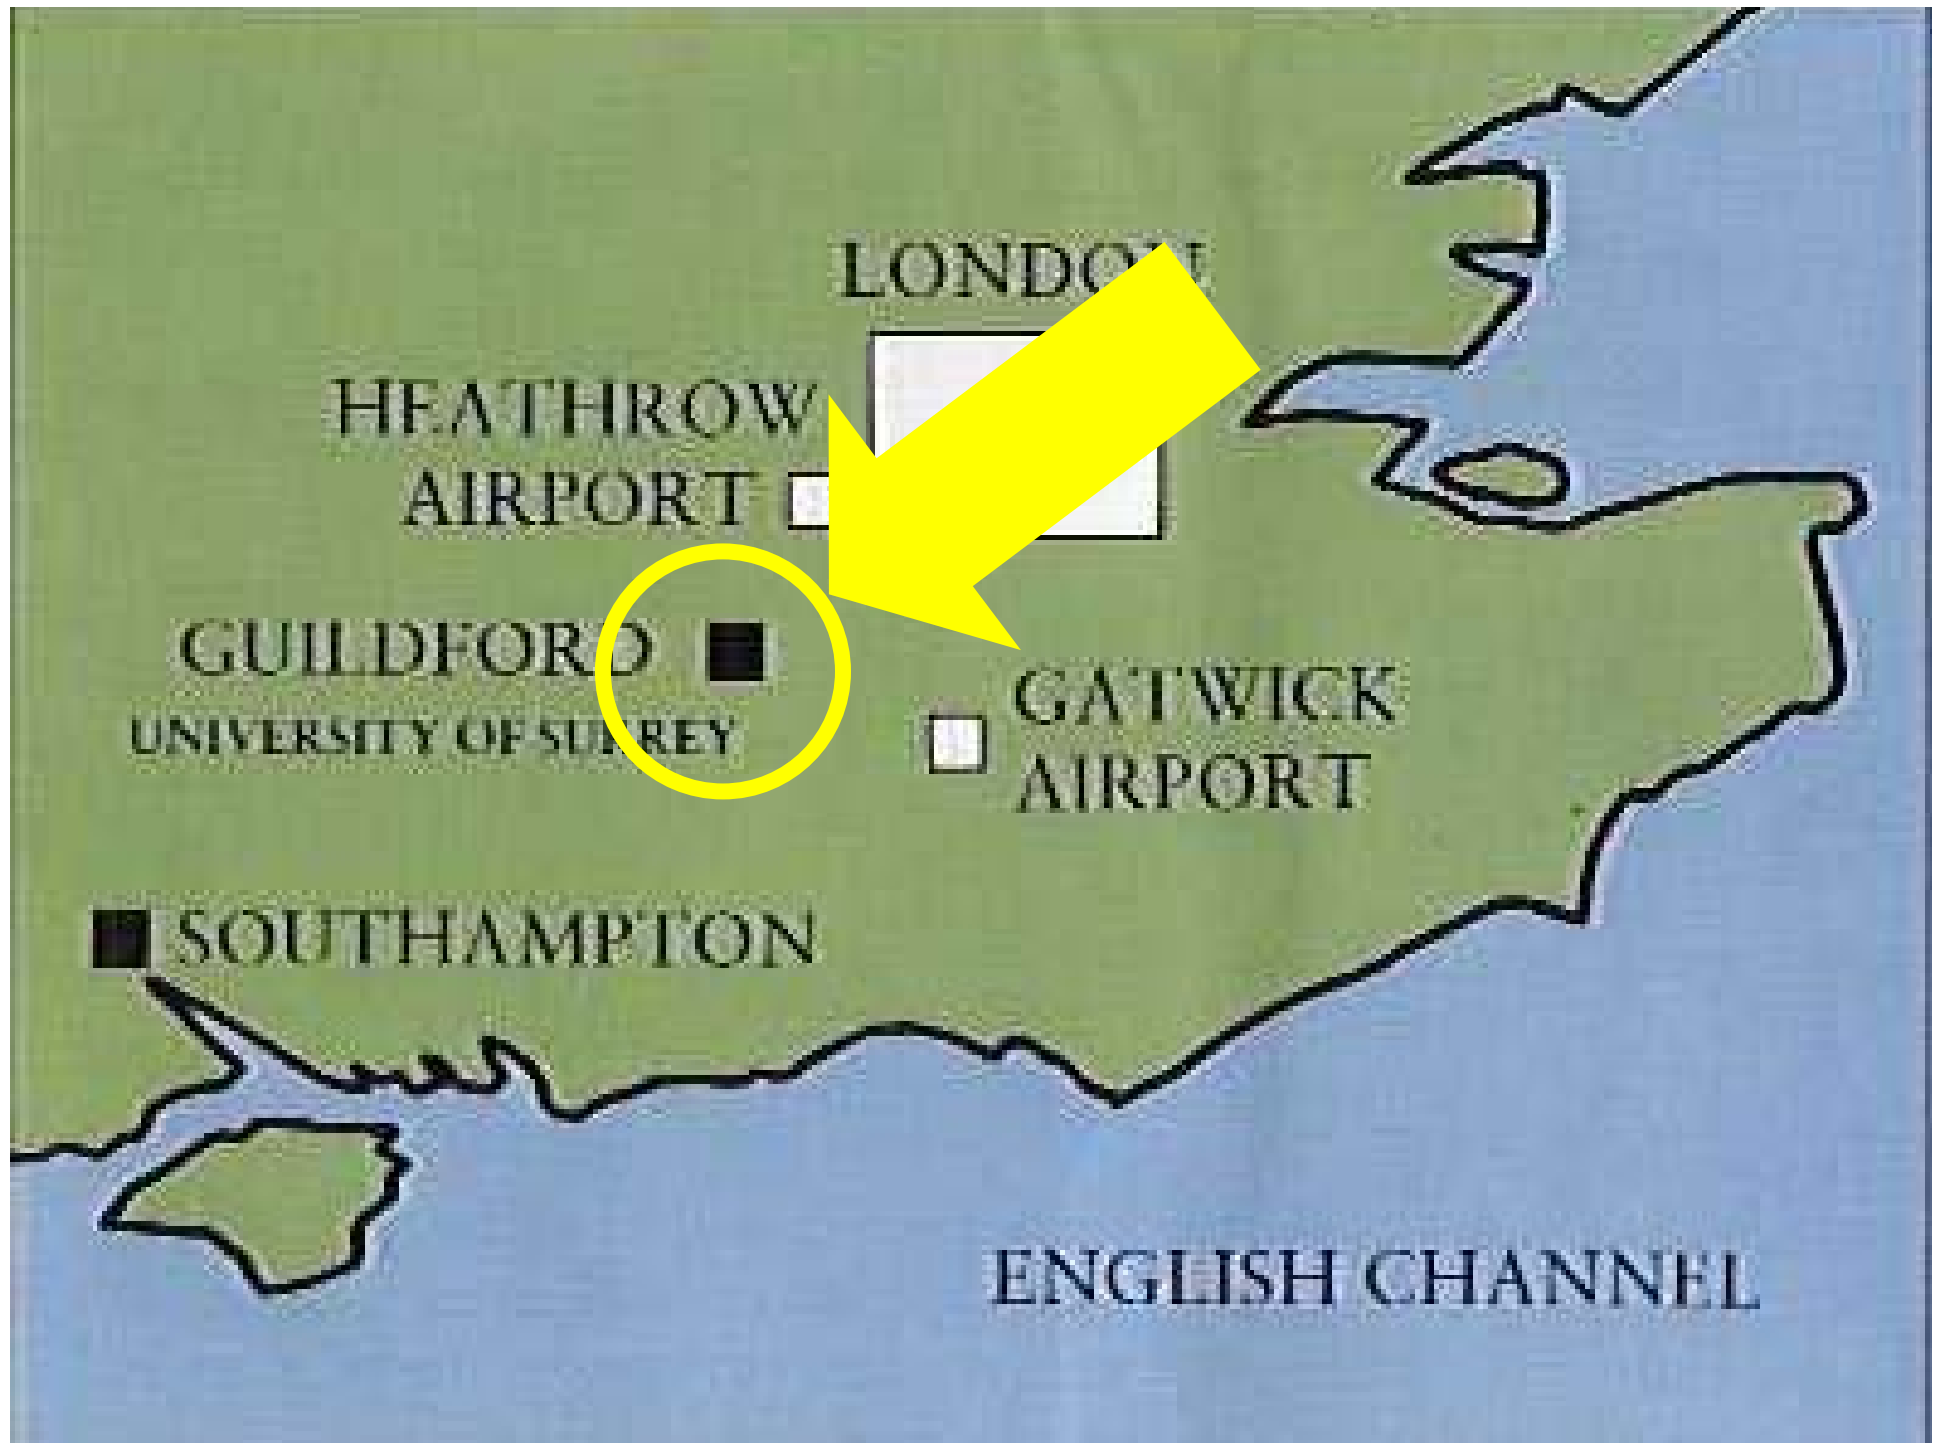 LONDON
HEATHROW
AIRPORT
GUILDFORD
UNIVERSITY OF SURREY
GATWICK
AIRPORT
SOUTHAMPTON
ENGLISH CHANNEL